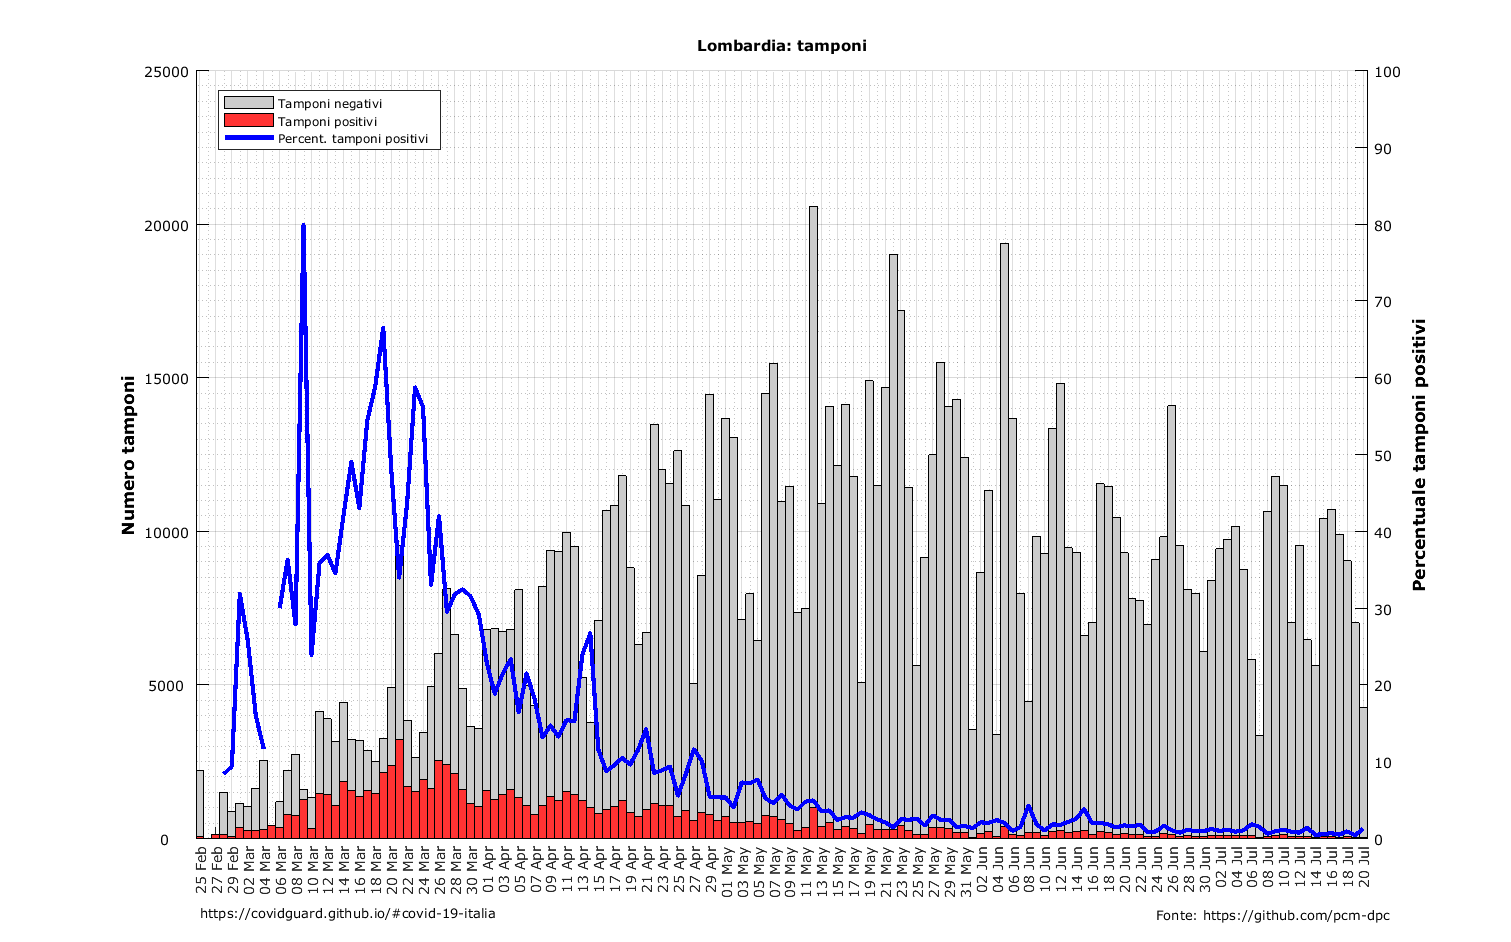 Lombardia: tamponi
25000
20000
15000
10000
5000
0
Numero tamponi
Tamponi negativi
Tamponi positivi
Percent. tamponi positivi
100
90
80
70
60
50
40
30
20
10
0
Percentuale tamponi positivi
25 Feb
27 Feb
29 Feb
02 Mar
04 Mar
06 Mar
08 Mar
10 Mar
12 Mar
14 Mar
16 Mar
18 Mar
20 Mar
22 Mar
24 Mar
26 Mar
28 Mar
30 Mar
01 Apr
03 Apr
05 Apr
07 Apr
09 Apr
11 Apr
13 Apr
15 Apr
17 Apr
19 Apr
21 Apr
23 Apr
25 Apr
27 Apr
29 Apr
01 May
03 May
05 May
07 May
09 May
11 May
13 May
15 May
17 May
19 May
21 May
23 May
25 May
27 May
29 May
31 May
02 Jun
04 Jun
06 Jun
08 Jun
10 Jun
12 Jun
14 Jun
16 Jun
18 Jun
20 Jun
22 Jun
24 Jun
26 Jun
28 Jun
30 Jun
02 Jul
04 Jul
06 Jul
08 Jul
10 Jul
12 Jul
14 Jul
16 Jul
18 Jul
20 Jul
https://covidguard.github.io/#covid-19-italia
Fonte: https://github.com/pcm-dpc